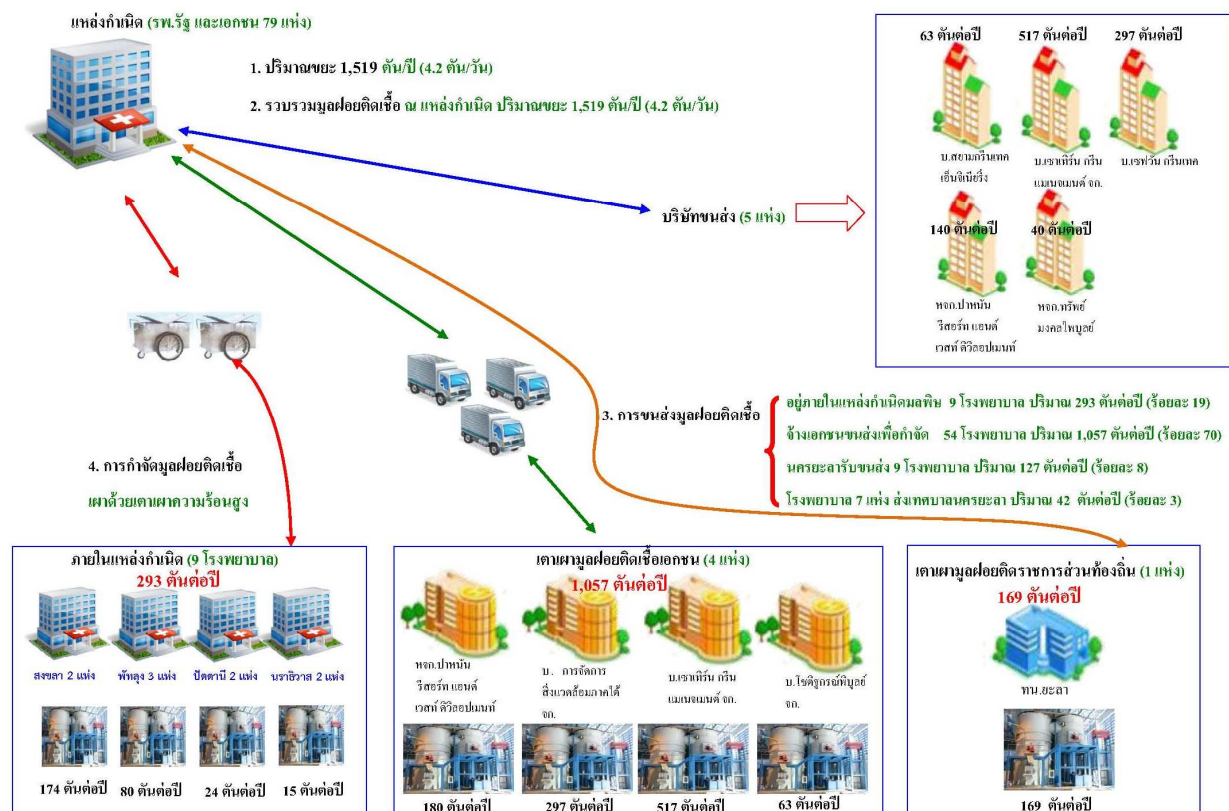 แหล่งกำเนิด (รพ.รัฐ และเอกชน 79 แห่ง)
1. ปริมาณขยะ 1,519 ตัน/ปี (4.2 ตัน/วัน)
2. รวบรวมมูลฝอยติดเชื้อ ณ แหล่งกำเนิด ปริมาณขยะ 1,519 ตัน/ปี (4.2 ตัน/วัน)
บริษัทขนส่ง (5 แห่ง)
63 ตันต่อปี
517 ตันต่อปี
297 ตันต่อปี
บ.สยามกรีนเทค
เอ็นจิเนียริ่ง
บ.เซาเทิร์น กรีน
แมเนจเมนต์ จก.
บ.เซฟวัน กรีนเทค
140 ตันต่อปี
40 ตันต่อปี
หจก.ปาหนัน
รีสอร์ท แอนด์
เวสท์ ดิวิลอปเมนท์
หจก.ทรัพย์
มงคลไพบูลย์
3. การขนส่งมูลฝอยติดเชื้อ
อยู่ภายในแหล่งกำเนิดมลพิษ 9 โรงพยาบาล ปริมาณ 293 ตันต่อปี (ร้อยละ 19)
จ้างเอกชนขนส่งเพื่อกำจัด 54 โรงพยาบาล ปริมาณ 1,057 ตันต่อปี (ร้อยละ 70)
นครยะลารับขนส่ง 9 โรงพยาบาล ปริมาณ 127 ตันต่อปี (ร้อยละ 8)
โรงพยาบาล 7 แห่ง ส่งเทศบาลนครยะลา ปริมาณ 42 ตันต่อปี (ร้อยละ 3)
4. การกำจัดมูลฝอยติดเชื้อ
เผาด้วยเตาเผาความร้อนสูง
ภายในแหล่งกำเนิด (9 โรงพยาบาล)
293 ตันต่อปี
สงขลา 2 แห่ง
พัทลุง 3 แห่ง
ปัตตานี 2 แห่ง
นราธิวาส 2 แห่ง
174 ตันต่อปี
80 ตันต่อปี
24 ตันต่อปี
15 ตันต่อปี
เตาเผามูลฝอยติดเชื้อเอกชน (4 แห่ง)
1,057 ตันต่อปี
หจก.ปาหนัน
รีสอร์ท แอนด์
เวสท์ ดิวิลอปเมนท์
บ. การจัดการ
สิ่งแวดล้อมภาคใต้
จก.
บ.เซาเทิร์น กรีน
แมเนจเมนต์ จก.
บ.โชติฐกรณ์พิบูลย์
จก.
180 ตันต่อปี
297 ตันต่อปี
517 ตันต่อปี
63 ตันต่อปี
เตาเผามูลฝอยติดราชการส่วนท้องถิ่น (1 แห่ง)
169 ตันต่อปี
ทน.ยะลา
169 ตันต่อปี